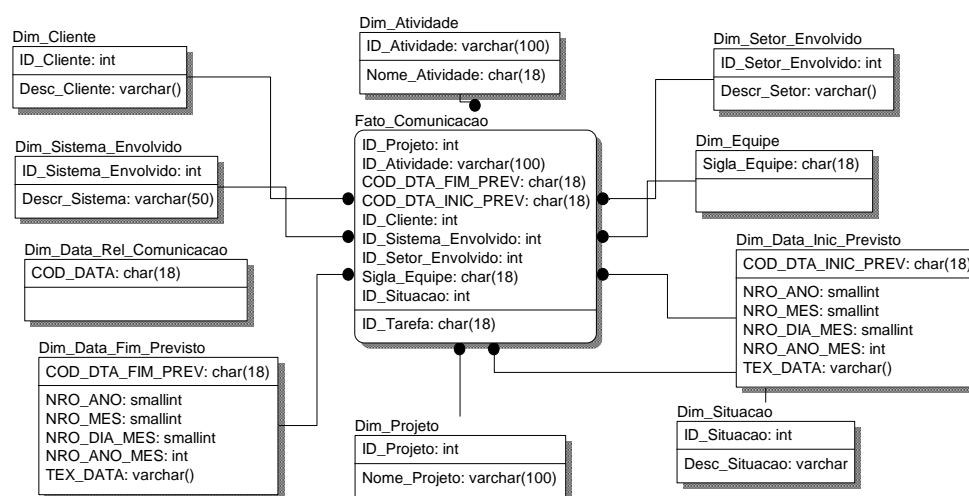 Dim_Atividade
ID_Atividade: varchar(100)
Nome_Atividade: char(18)
Dim_Cliente
ID_Cliente: int
Desc_Cliente: varchar()
Dim_Setor_Envolvido
ID_Setor_Envolvido: int
Descr_Setor: varchar()
Fato_Comunicacao
ID_Projeto: int
ID_Atividade: varchar(100)
COD_DTA_FIM_PREV: char(18)
COD_DTA_INIC_PREV: char(18)
ID_Cliente: int
ID_Sistema_Envolvido: int
ID_Setor_Envolvido: int
Sigla_Equipe: char(18)
ID_Situacao: int
ID_Tarefa: char(18)
Dim_Sistema_Envolvido
ID_Sistema_Envolvido: int
Descr_Sistema: varchar(50)
Dim_Equipe
Sigla_Equipe: char(18)
Dim_Data_Rel_Comunicacao
COD_DATA: char(18)
Dim_Data_Inic_Previsto
COD_DTA_INIC_PREV: char(18)
NRO_ANO: smallint
NRO_MES: smallint
NRO_DIA_MES: smallint
NRO_ANO_MES: int
TEX_DATA: varchar()
Dim_Data_Fim_Previsto
COD_DTA_FIM_PREV: char(18)
NRO_ANO: smallint
NRO_MES: smallint
NRO_DIA_MES: smallint
NRO_ANO_MES: int
TEX_DATA: varchar()
Dim_Projeto
ID_Projeto: int
Nome_Projeto: varchar(100)
Dim_Situacao
ID_Situacao: int
Desc_Situacao: varchar